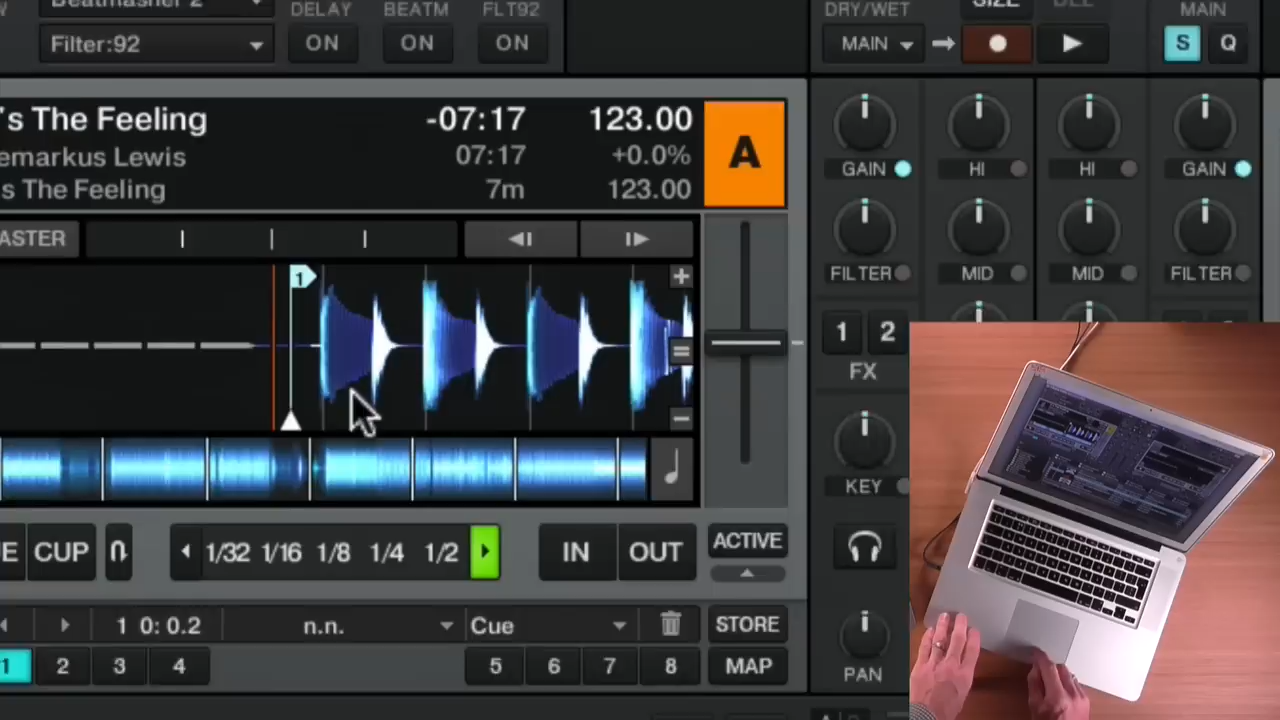 Beatmasher 2
DELAY BEATM FLT92
DRY/WET SIZE DEL MAIN
Filter:92 ON ON ON
MAIN S Q
's The Feeling -07:17 123.00
emarkus Lewis 07:17 +0.0%
s The Feeling 7m 123.00
A
GAIN HI HI GAIN
ASTER
FILTER MID MID FILTER
1
1 2
FX
KEY
E CUP 1/32 1/16 1/8 1/4 1/2 IN OUT ACTIVE
1 0: 0.2 n.n. Cue STORE
1 2 3 4 5 6 7 8 MAP
PAN